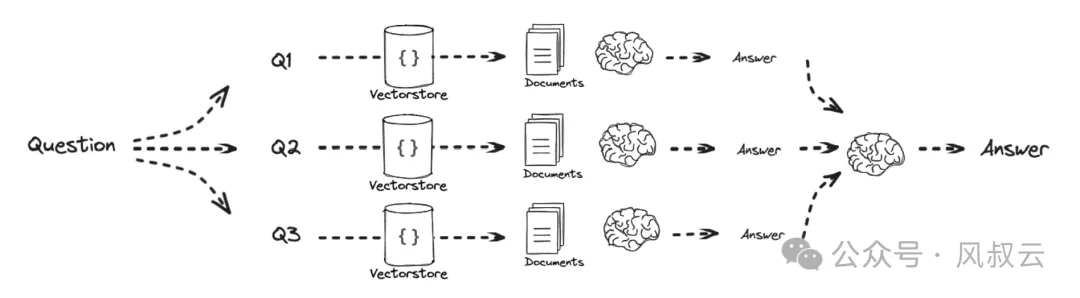 Question
Q1
{}
Vectorstore
Documents
Answer
Q2
{}
Vectorstore
Documents
Answer
Q3
{}
Vectorstore
Documents
Answer
Answer
公众号 · 风叔云